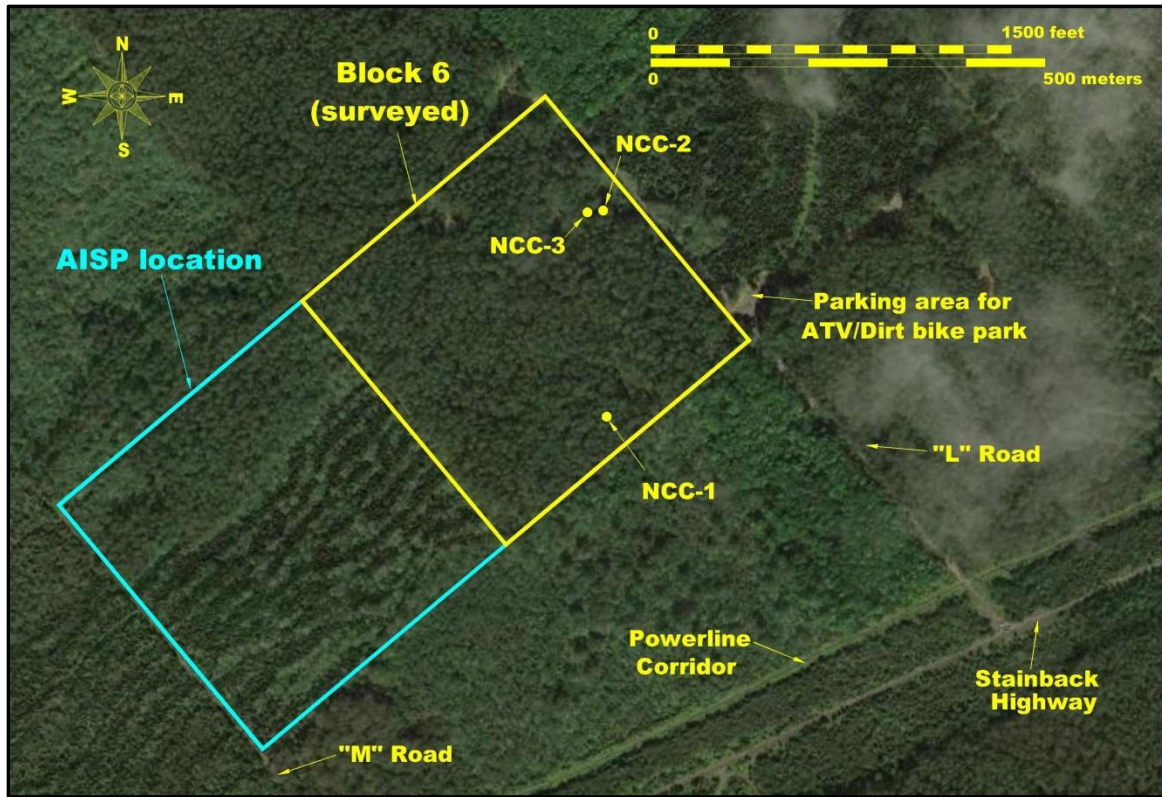 N
W E
S
0 1500 feet
0 500 meters
Block 6
(surveyed)
NCC-2
NCC-3
AISP location
Parking area for
ATV/Dirt bike park
"L" Road
NCC-1
Powerline
Corridor
Stainback
Highway
"M" Road